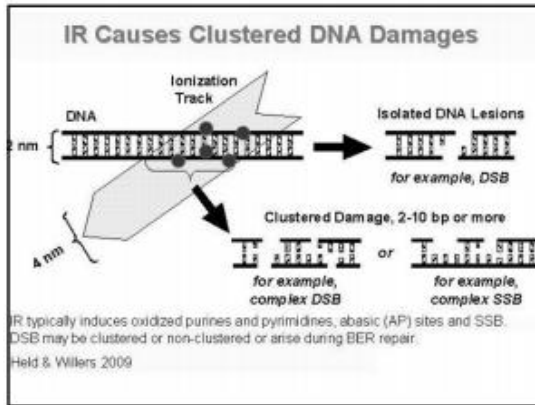 IR Causes Clustered DNA Damages
Ionization
Track
DNA
2 nm
4 nm
Isolated DNA Lesions
for example, DSB
Clustered Damage, 2-10 bp or more
or
for example,
complex DSB
for example,
complex SSB
IR typically induces oxidized purines and pyrimidines, abasic (AP) sites and SSB.
DSB may be clustered or non-clustered or arise during BER repair.
Held & Willers 2009